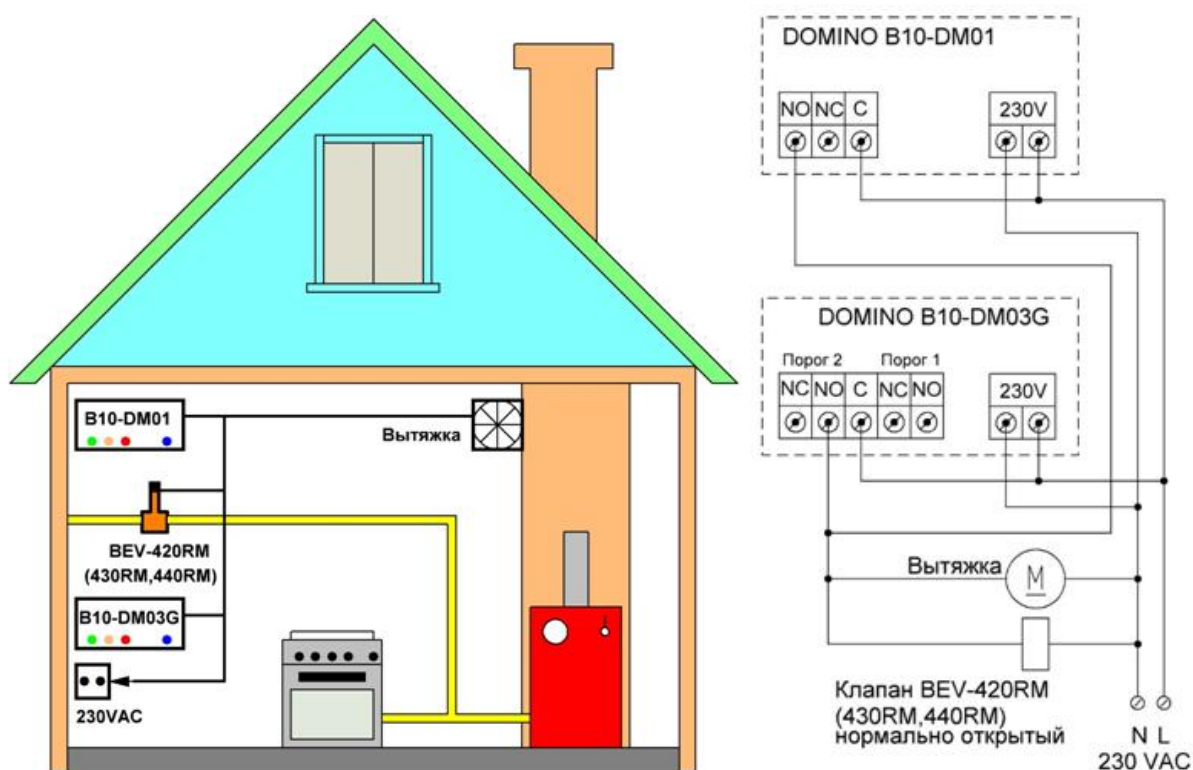 B10-DM01
Вытяжка
BEV-420RM
(430RM,440RM)
B10-DM03G
230VAC
DOMINO B10-DM01
NO NC C
230V
DOMINO B10-DM03G
Порог 2 Порог 1
NC NO C NC NO
230V
Вытяжка
M
Клапан BEV-420RM
(430RM,440RM)
нормально открытый
N L
230 VAC